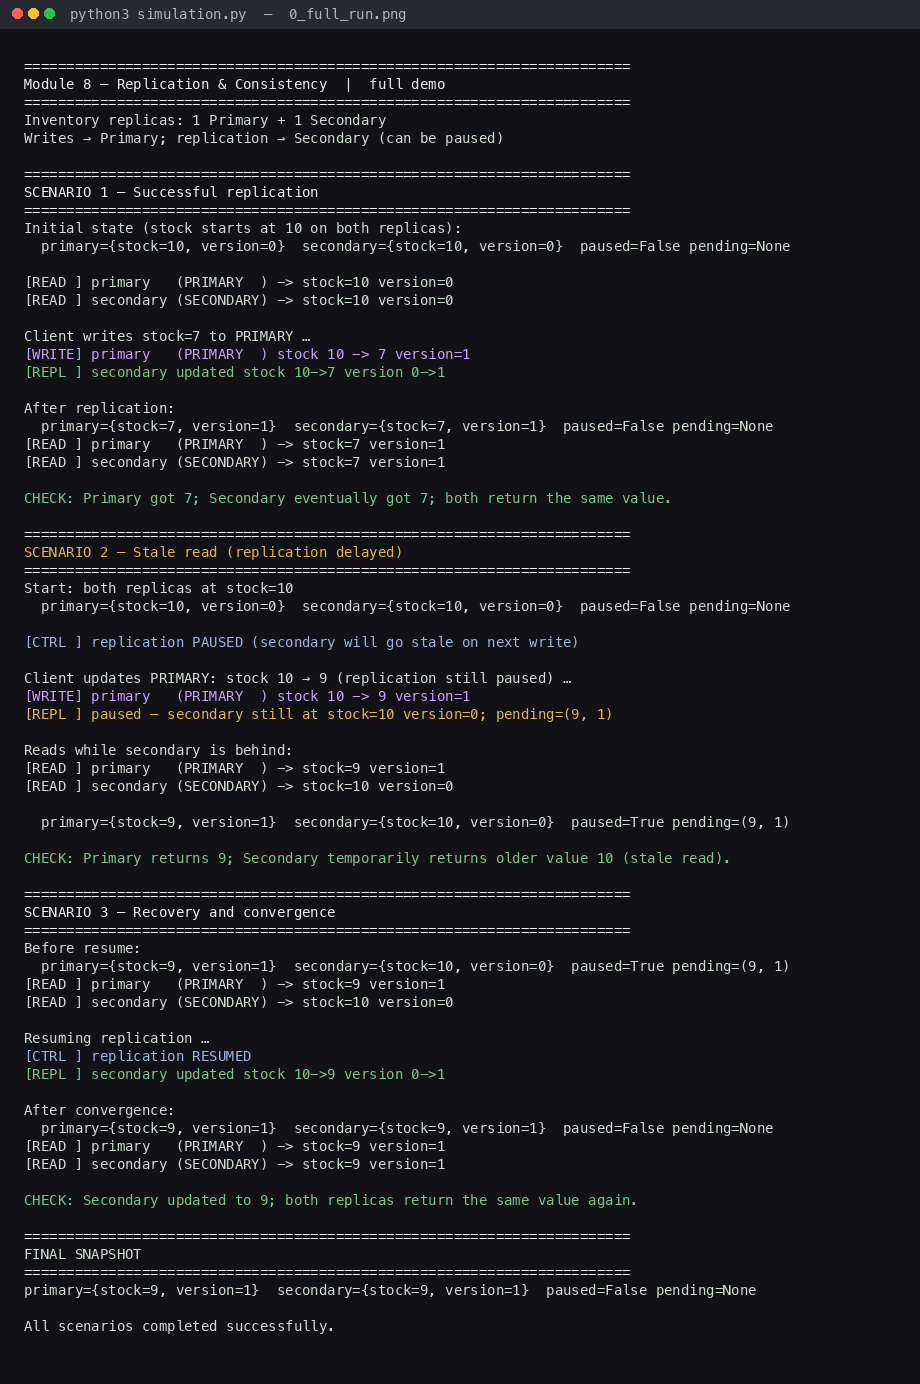 python3 simulation.py  —  0_full_run.png
========================================================================
Module 8 — Replication & Consistency  |  full demo
========================================================================
Inventory replicas: 1 Primary + 1 Secondary
Writes → Primary; replication → Secondary (can be paused)
========================================================================
SCENARIO 1 — Successful replication
========================================================================
Initial state (stock starts at 10 on both replicas):
  primary={stock=10, version=0}  secondary={stock=10, version=0}  paused=False pending=None
[READ ] primary   (PRIMARY  ) -> stock=10 version=0
[READ ] secondary (SECONDARY) -> stock=10 version=0
Client writes stock=7 to PRIMARY …
[WRITE] primary   (PRIMARY  ) stock 10 -> 7 version=1
[REPL ] secondary updated stock 10->7 version 0->1
After replication:
  primary={stock=7, version=1}  secondary={stock=7, version=1}  paused=False pending=None
[READ ] primary   (PRIMARY  ) -> stock=7 version=1
[READ ] secondary (SECONDARY) -> stock=7 version=1
CHECK: Primary got 7; Secondary eventually got 7; both return the same value.
========================================================================
SCENARIO 2 — Stale read (replication delayed)
========================================================================
Start: both replicas at stock=10
  primary={stock=10, version=0}  secondary={stock=10, version=0}  paused=False pending=None
[CTRL ] replication PAUSED (secondary will go stale on next write)
Client updates PRIMARY: stock 10 → 9 (replication still paused) …
[WRITE] primary   (PRIMARY  ) stock 10 -> 9 version=1
[REPL ] paused — secondary still at stock=10 version=0; pending=(9, 1)
Reads while secondary is behind:
[READ ] primary   (PRIMARY  ) -> stock=9 version=1
[READ ] secondary (SECONDARY) -> stock=10 version=0
  primary={stock=9, version=1}  secondary={stock=10, version=0}  paused=True pending=(9, 1)
CHECK: Primary returns 9; Secondary temporarily returns older value 10 (stale read).
========================================================================
SCENARIO 3 — Recovery and convergence
========================================================================
Before resume:
  primary={stock=9, version=1}  secondary={stock=10, version=0}  paused=True pending=(9, 1)
[READ ] primary   (PRIMARY  ) -> stock=9 version=1
[READ ] secondary (SECONDARY) -> stock=10 version=0
Resuming replication …
[CTRL ] replication RESUMED
[REPL ] secondary updated stock 10->9 version 0->1
After convergence:
  primary={stock=9, version=1}  secondary={stock=9, version=1}  paused=False pending=None
[READ ] primary   (PRIMARY  ) -> stock=9 version=1
[READ ] secondary (SECONDARY) -> stock=9 version=1
CHECK: Secondary updated to 9; both replicas return the same value again.
========================================================================
FINAL SNAPSHOT
========================================================================
primary={stock=9, version=1}  secondary={stock=9, version=1}  paused=False pending=None
All scenarios completed successfully.